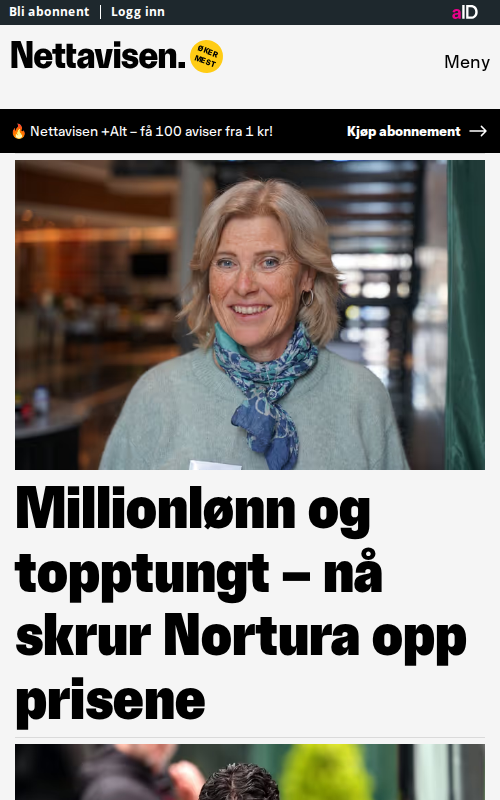 Bli abonnent
Logg inn
aID
Nettavisen.
ØKER
MEST
Meny
🔥 Nettavisen +Alt – få 100 aviser fra 1 kr!
Kjøp abonnement →
Millionlønn og
topptungt – nå
skrur Nortura opp
prisene